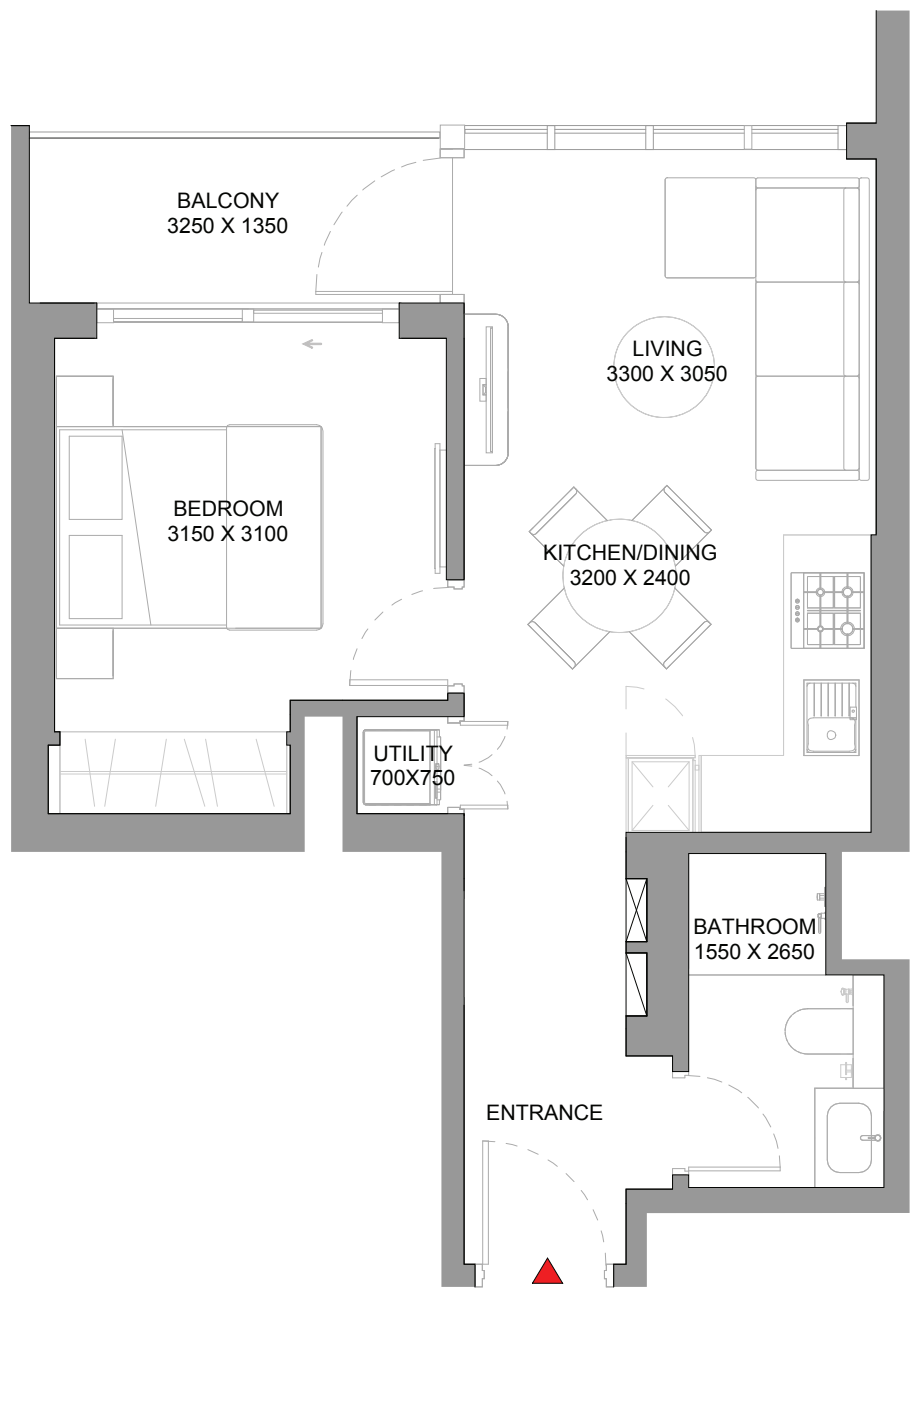 BALCONY
3250 X 1350
LIVING
3300 X 3050
BEDROOM
3150 X 3100
KITCHEN/DINING
3200 X 2400
UTILITY
700X750
BATHROOM
1550 X 2650
ENTRANCE